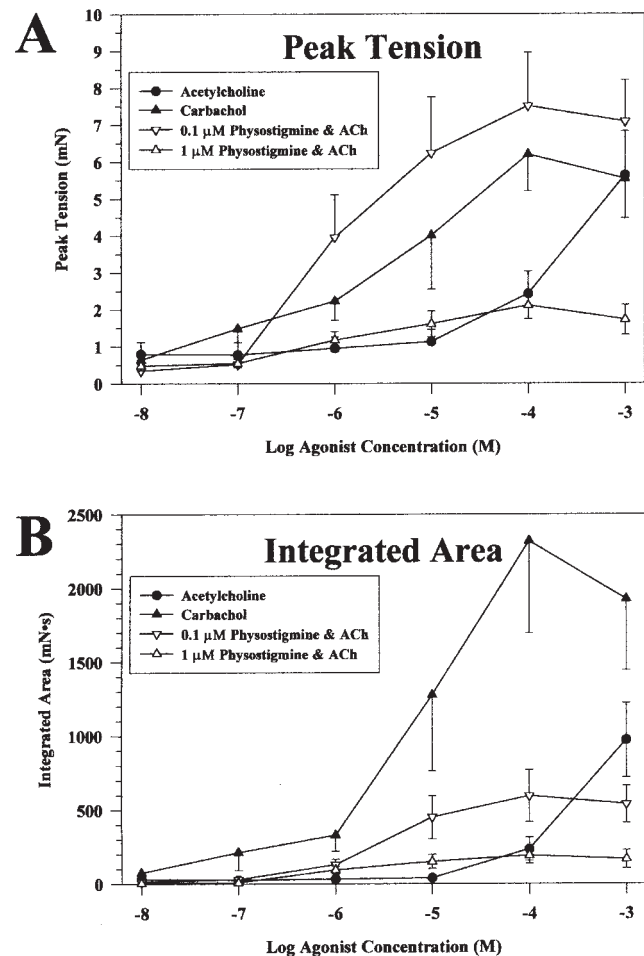 A
Peak Tension
10
9
8
7
6
5
4
3
2
1
0
Peak Tension (mN)
Acetylcholine
Carbachol
0.1 μM Physostigmine & ACh
1 μM Physostigmine & ACh
-8 -7 -6 -5 -4 -3
Log Agonist Concentration (M)
B
Integrated Area
2500
2000
1500
1000
500
0
Integrated Area (mN•s)
Acetylcholine
Carbachol
0.1 μM Physostigmine & ACh
1 μM Physostigmine & ACh
-8 -7 -6 -5 -4 -3
Log Agonist Concentration (M)